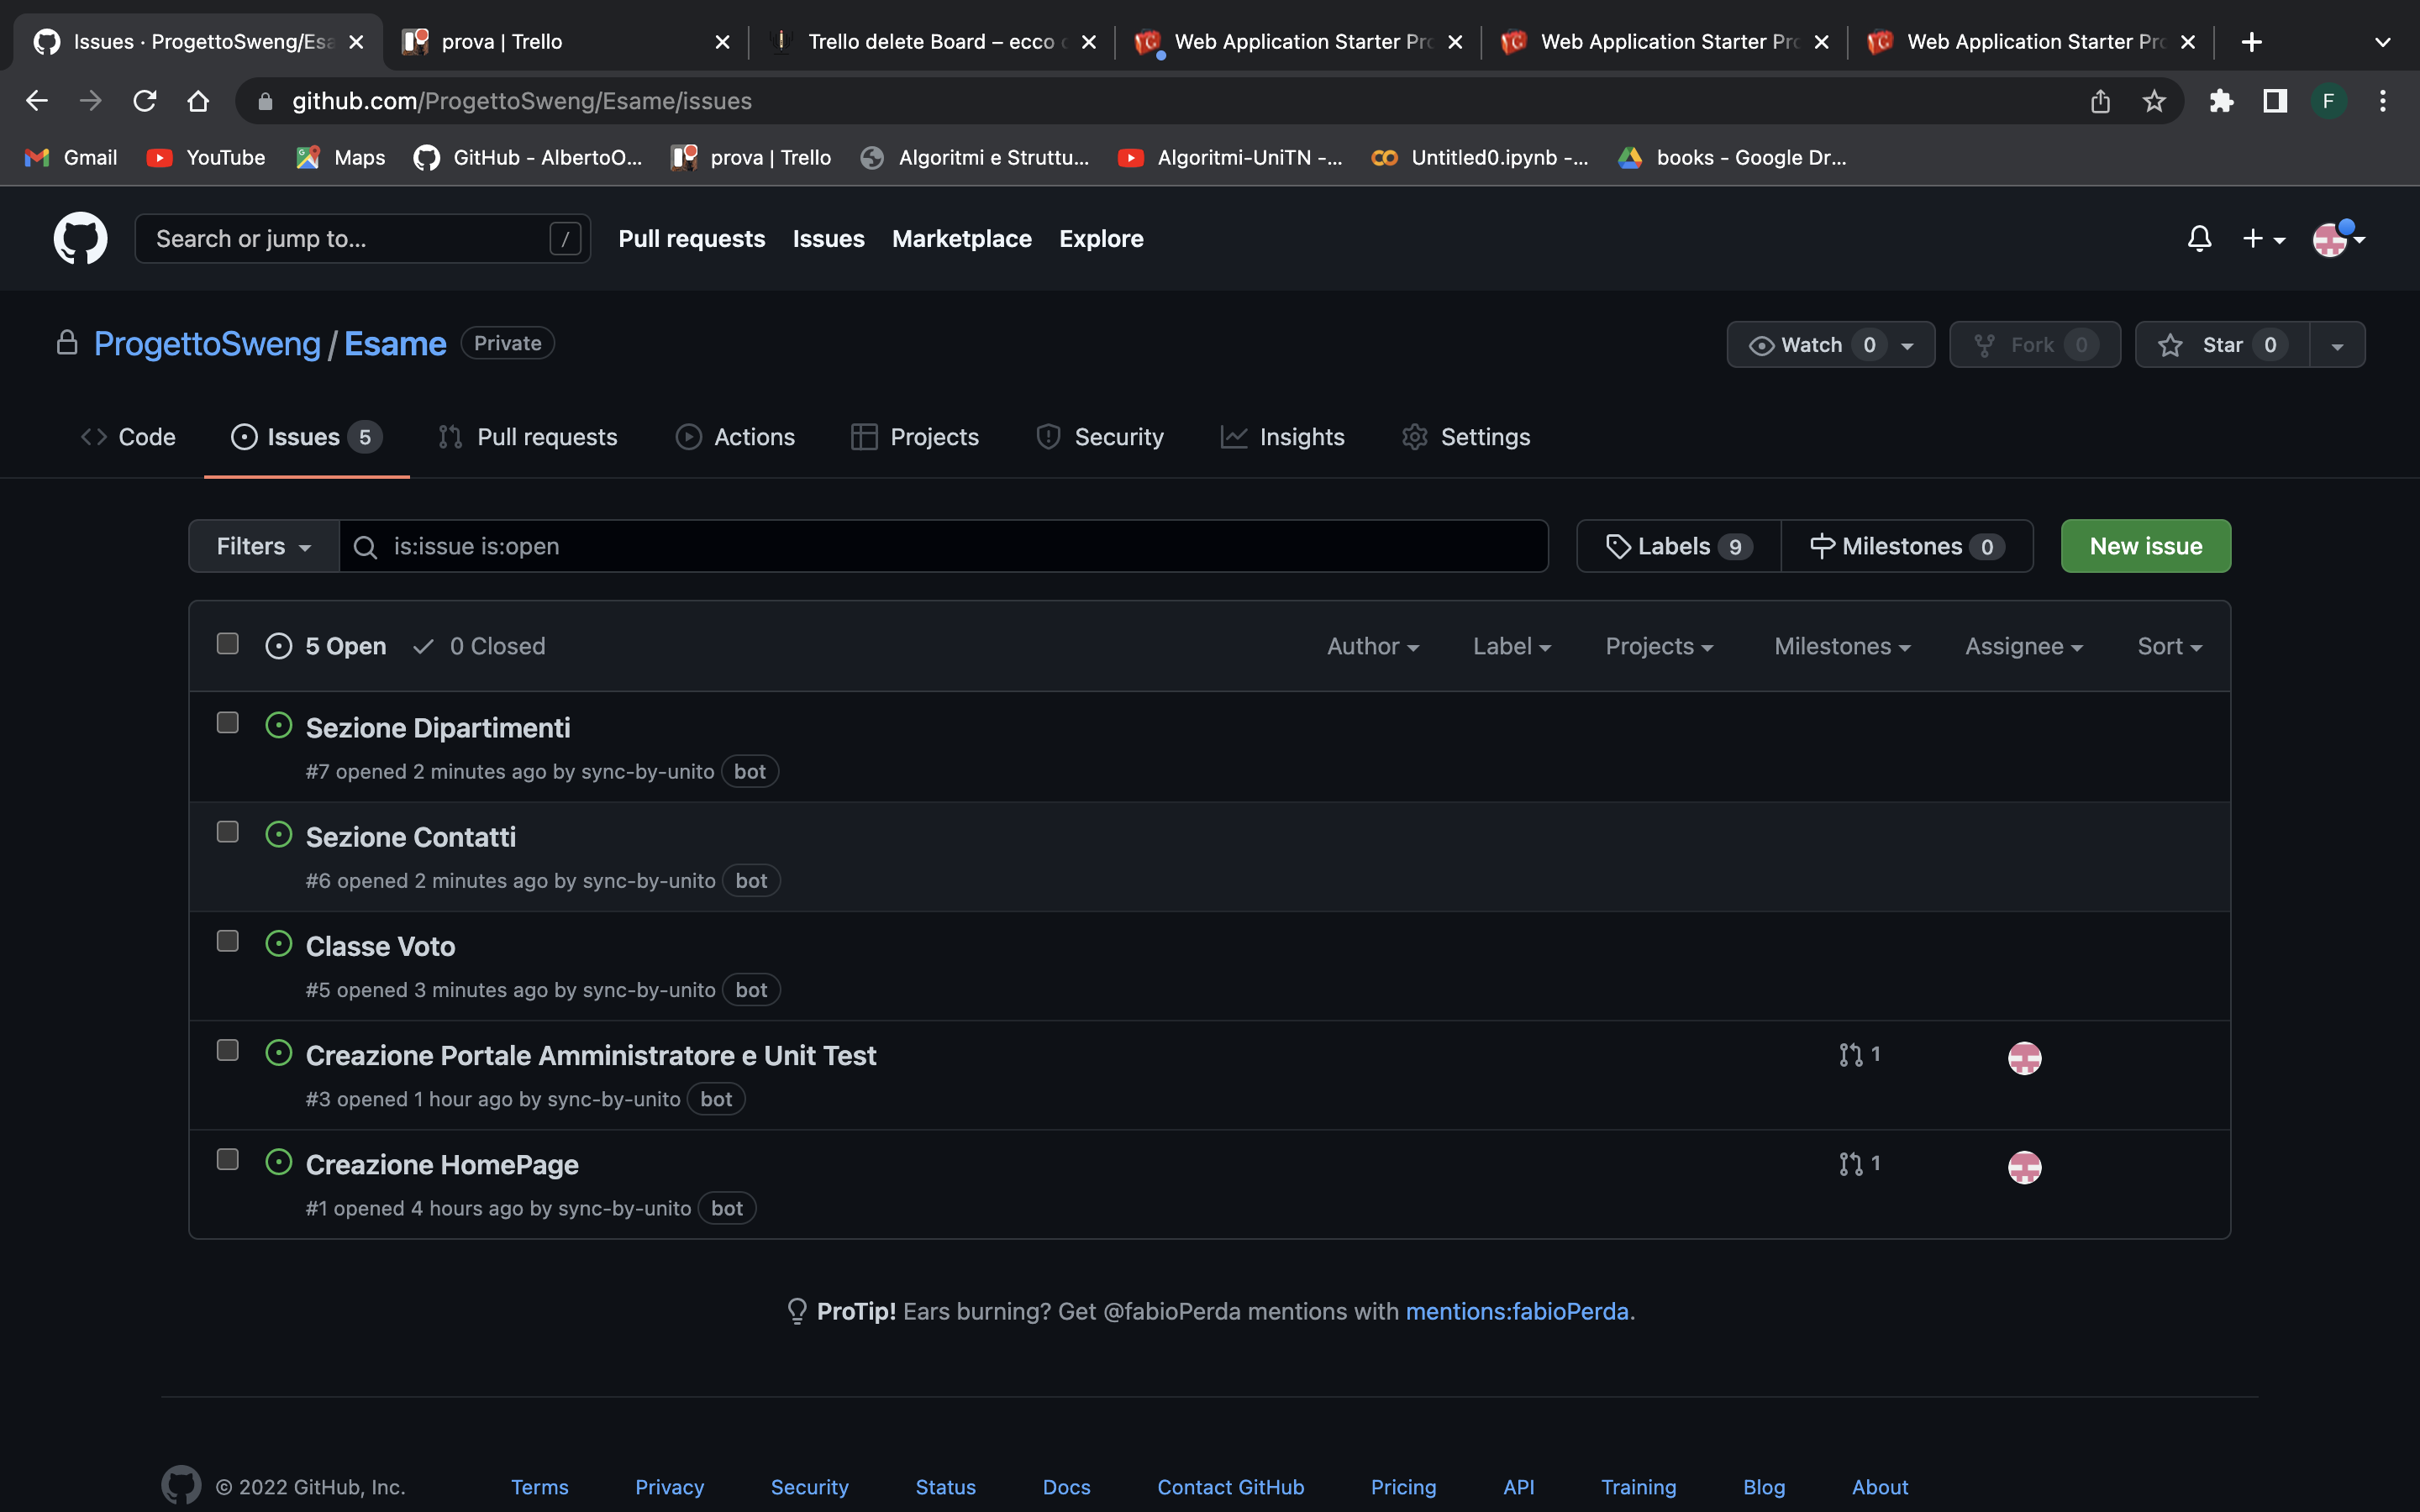 Issues · ProgettoSweng/Esa
prova | Trello
Trello delete Board – ecco
Web Application Starter Pro
Web Application Starter Pro
Web Application Starter Pro
github.com/ProgettoSweng/Esame/issues
F
Gmail
YouTube
Maps
GitHub - AlbertoO...
prova | Trello
Algoritmi e Struttu...
Algoritmi-UniTN -...
Untitled0.ipynb -...
books - Google Dr...
Search or jump to...
/
Pull requests
Issues
Marketplace
Explore
ProgettoSweng / Esame Private
Watch 0
Fork 0
Star 0
Code
Issues 5
Pull requests
Actions
Projects
Security
Insights
Settings
Filters
is:issue is:open
Labels 9
Milestones 0
New issue
5 Open
0 Closed
Author
Label
Projects
Milestones
Assignee
Sort
Sezione Dipartimenti
#7 opened 2 minutes ago by sync-by-unito bot
Sezione Contatti
#6 opened 2 minutes ago by sync-by-unito bot
Classe Voto
#5 opened 3 minutes ago by sync-by-unito bot
Creazione Portale Amministratore e Unit Test
1
#3 opened 1 hour ago by sync-by-unito bot
Creazione HomePage
1
#1 opened 4 hours ago by sync-by-unito bot
ProTip! Ears burning? Get @fabioPerda mentions with mentions:fabioPerda.
© 2022 GitHub, Inc.
Terms
Privacy
Security
Status
Docs
Contact GitHub
Pricing
API
Training
Blog
About